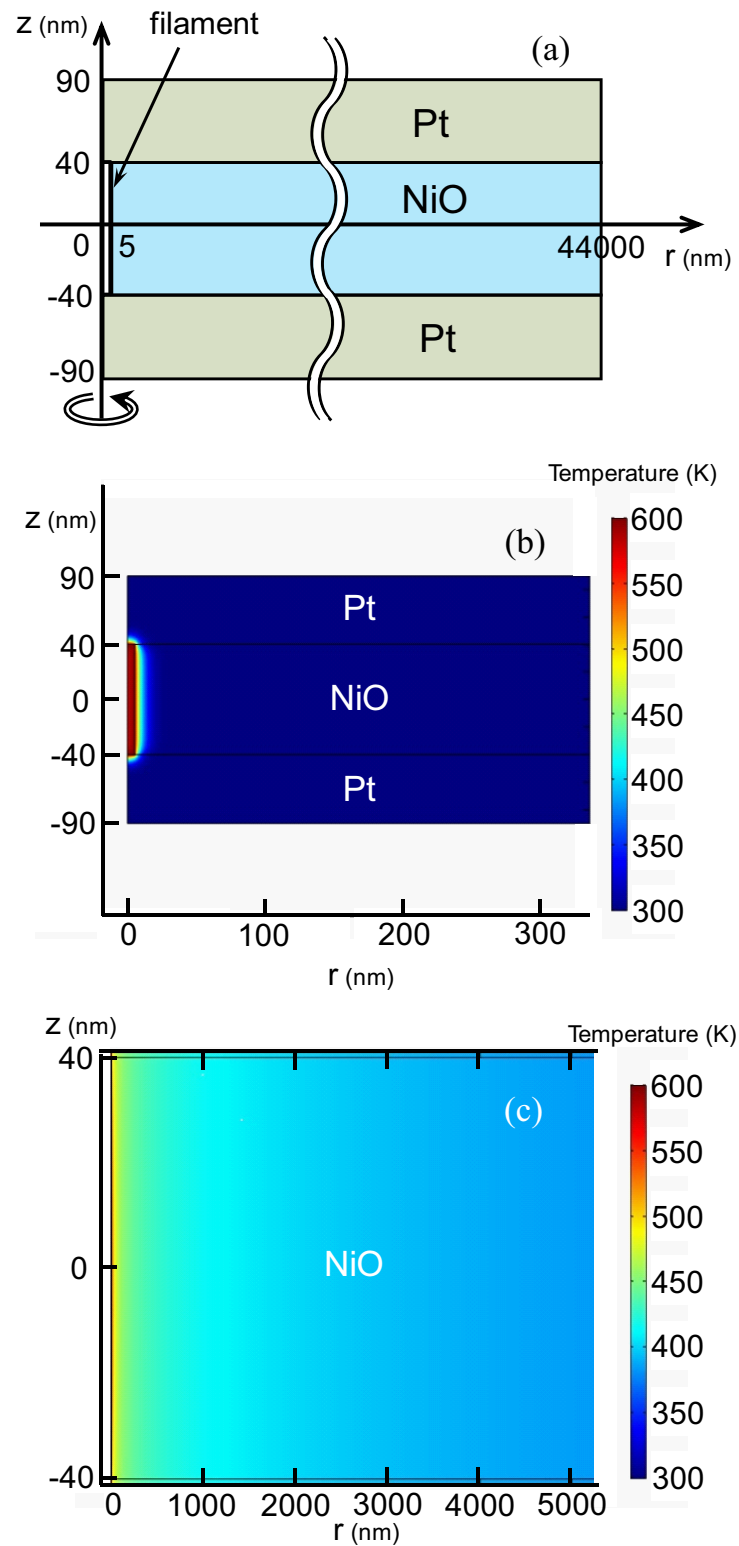 z (nm)
filament
(a)
90
Pt
40
NiO
0
5
44000
r (nm)
-40
Pt
-90
Temperature (K)
z (nm)
(b)
600
90
Pt
550
40
500
0
NiO
450
-40
400
Pt
350
-90
300
0
100
200
300
r (nm)
z (nm)
Temperature (K)
40
600
(c)
550
500
0
NiO
450
400
350
-40
300
0
1000
2000
3000
4000
5000
r (nm)